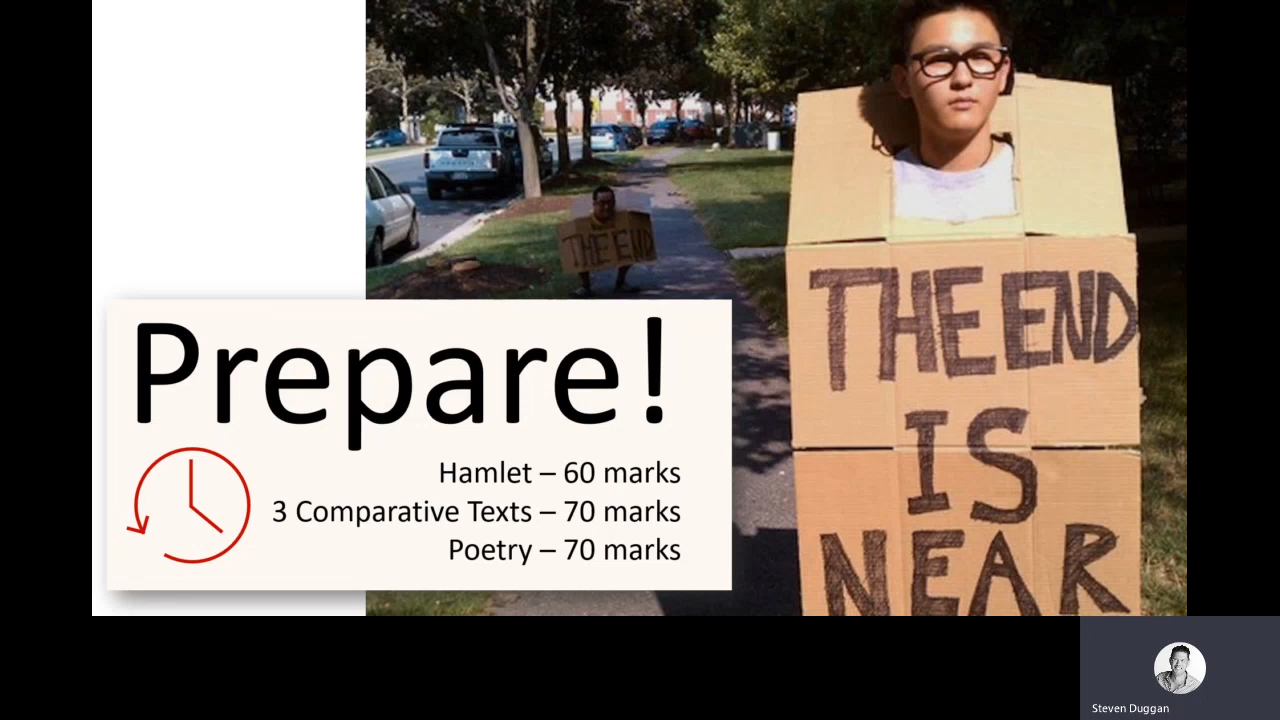 THE END
THE END
IS
NEAR
Prepare!
Hamlet – 60 marks
3 Comparative Texts – 70 marks
Poetry – 70 marks
Steven Duggan